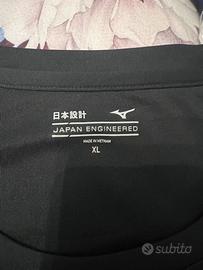 日本設計
JAPAN ENGINEERED
MADE IN VIETNAM
XL
subito